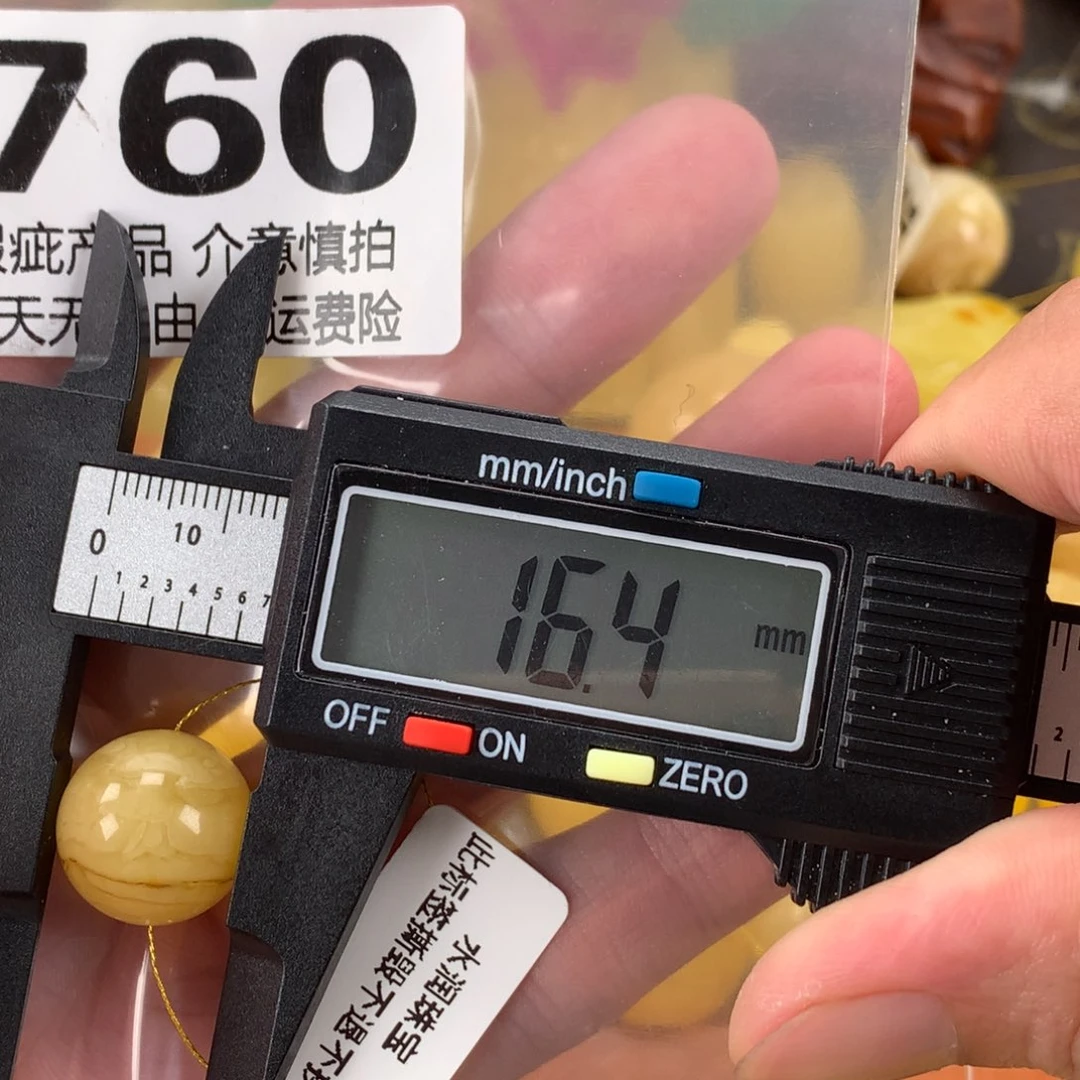 760
瑕疵产品 介意慎拍
天无 由 运费险
mm/inch
0 10
1 2 3 4 5 6 7
16.4 mm
OFF ON
ZERO
2
水润珠宝
此标签撕毁不退不